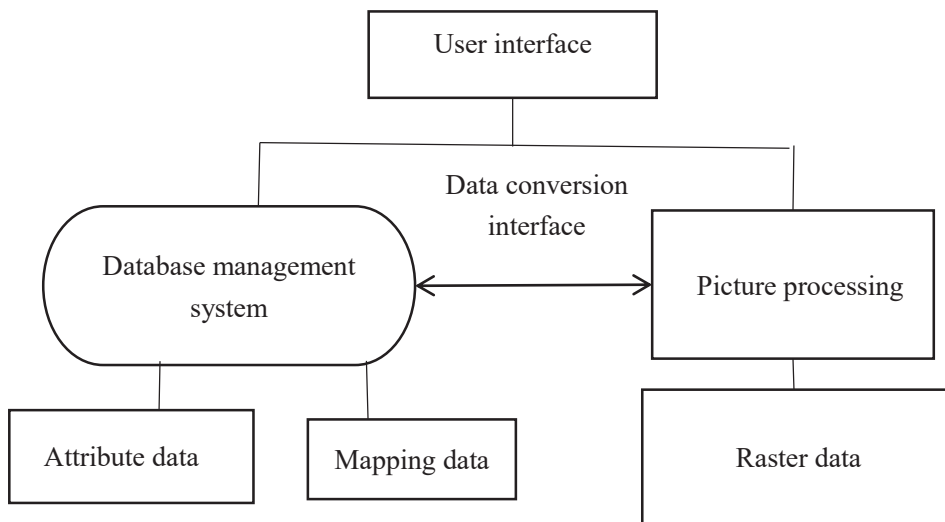 User interface
Data conversion
interface
Database management
system
Picture processing
Attribute data
Mapping data
Raster data